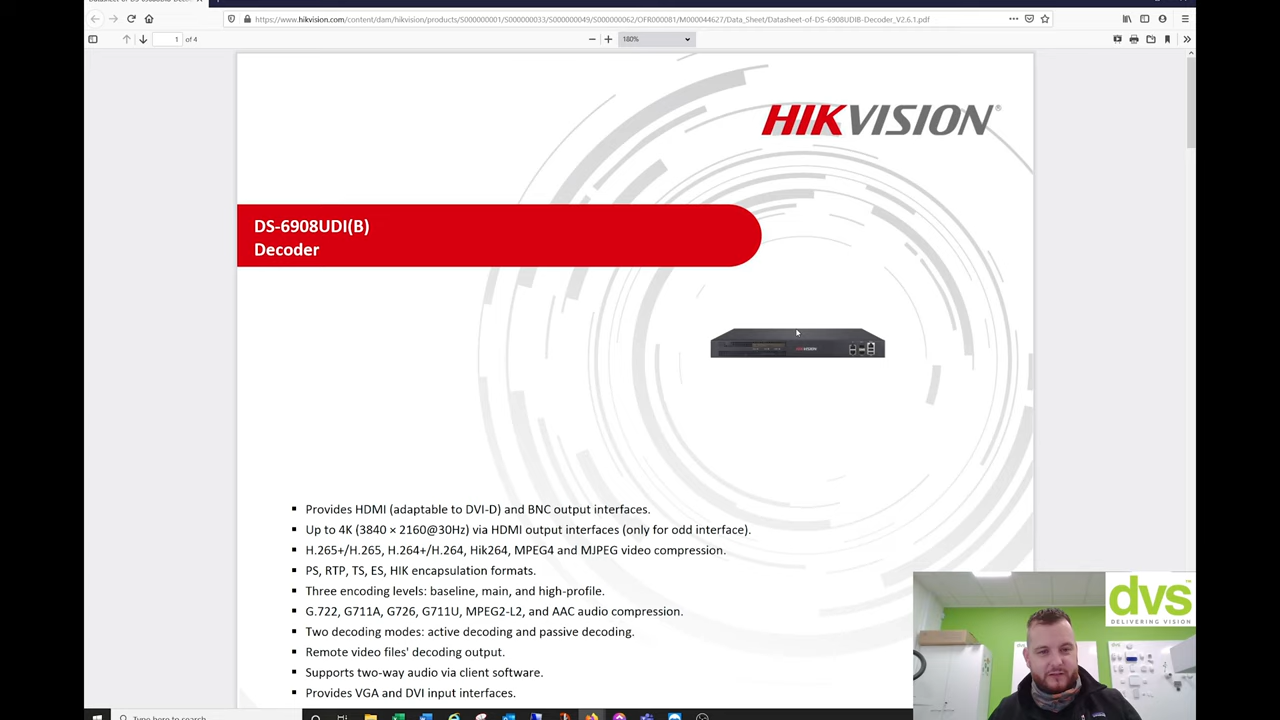 https://www.hikvision.com/content/dam/hikvision/products/S000000001/S000000033/S000000049/S000000062/OFR000081/M000044627/Data_Sheet/Datasheet-of-DS-6908UDIB-Decoder_V2.6.1.pdf
1 of 4
180%
HIKVISION®
DS-6908UDI(B)
Decoder
HIKVISION
▪ Provides HDMI (adaptable to DVI-D) and BNC output interfaces.
▪ Up to 4K (3840 × 2160@30Hz) via HDMI output interfaces (only for odd interface).
▪ H.265+/H.265, H.264+/H.264, Hik264, MPEG4 and MJPEG video compression.
▪ PS, RTP, TS, ES, HIK encapsulation formats.
▪ Three encoding levels: baseline, main, and high-profile.
▪ G.722, G711A, G726, G711U, MPEG2-L2, and AAC audio compression.
▪ Two decoding modes: active decoding and passive decoding.
▪ Remote video files' decoding output.
▪ Supports two-way audio via client software.
▪ Provides VGA and DVI input interfaces.
dvs™
DELIVERING VISION
Type here to search